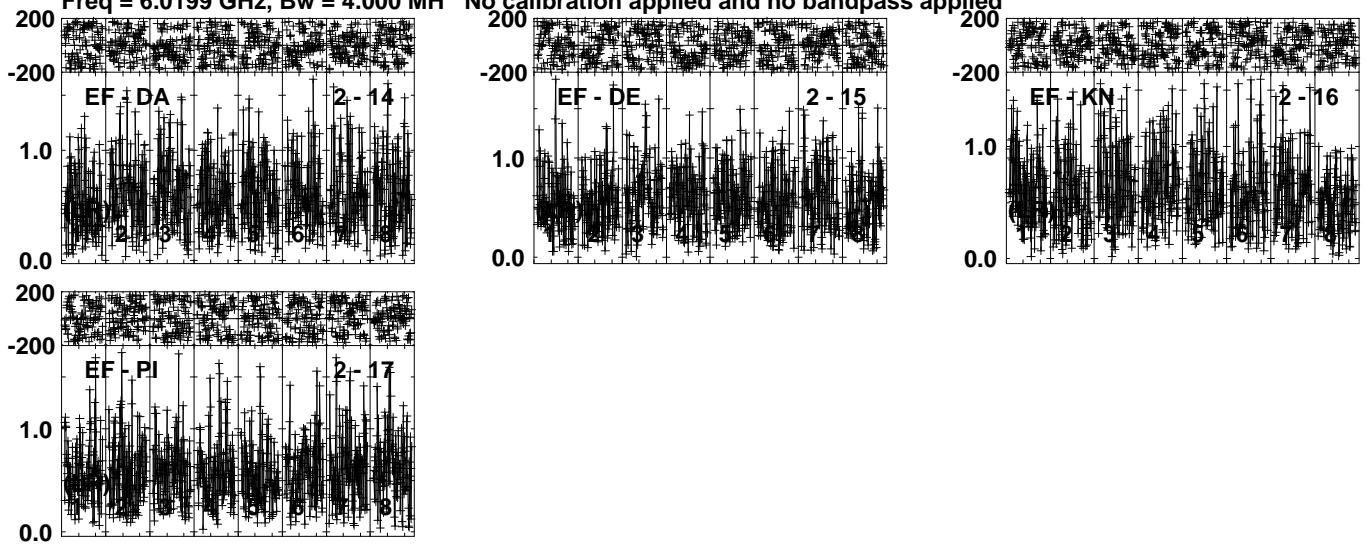 Freq = 6.0199 GHz, Bw = 4.000 MH No calibration applied and no bandpass applied
200
-200
EF - DA 2 - 14
1.0
0.0
1 2 3 4 5 6 7 8
200
-200
EF - DE 2 - 15
1.0
0.0
1 2 3 4 5 6 7 8
200
-200
EF - KN 2 - 16
1.0
0.0
1 2 3 4 5 6 7 8
200
-200
EF - PI 2 - 17
1.0
0.0
1 2 3 4 5 6 7 8